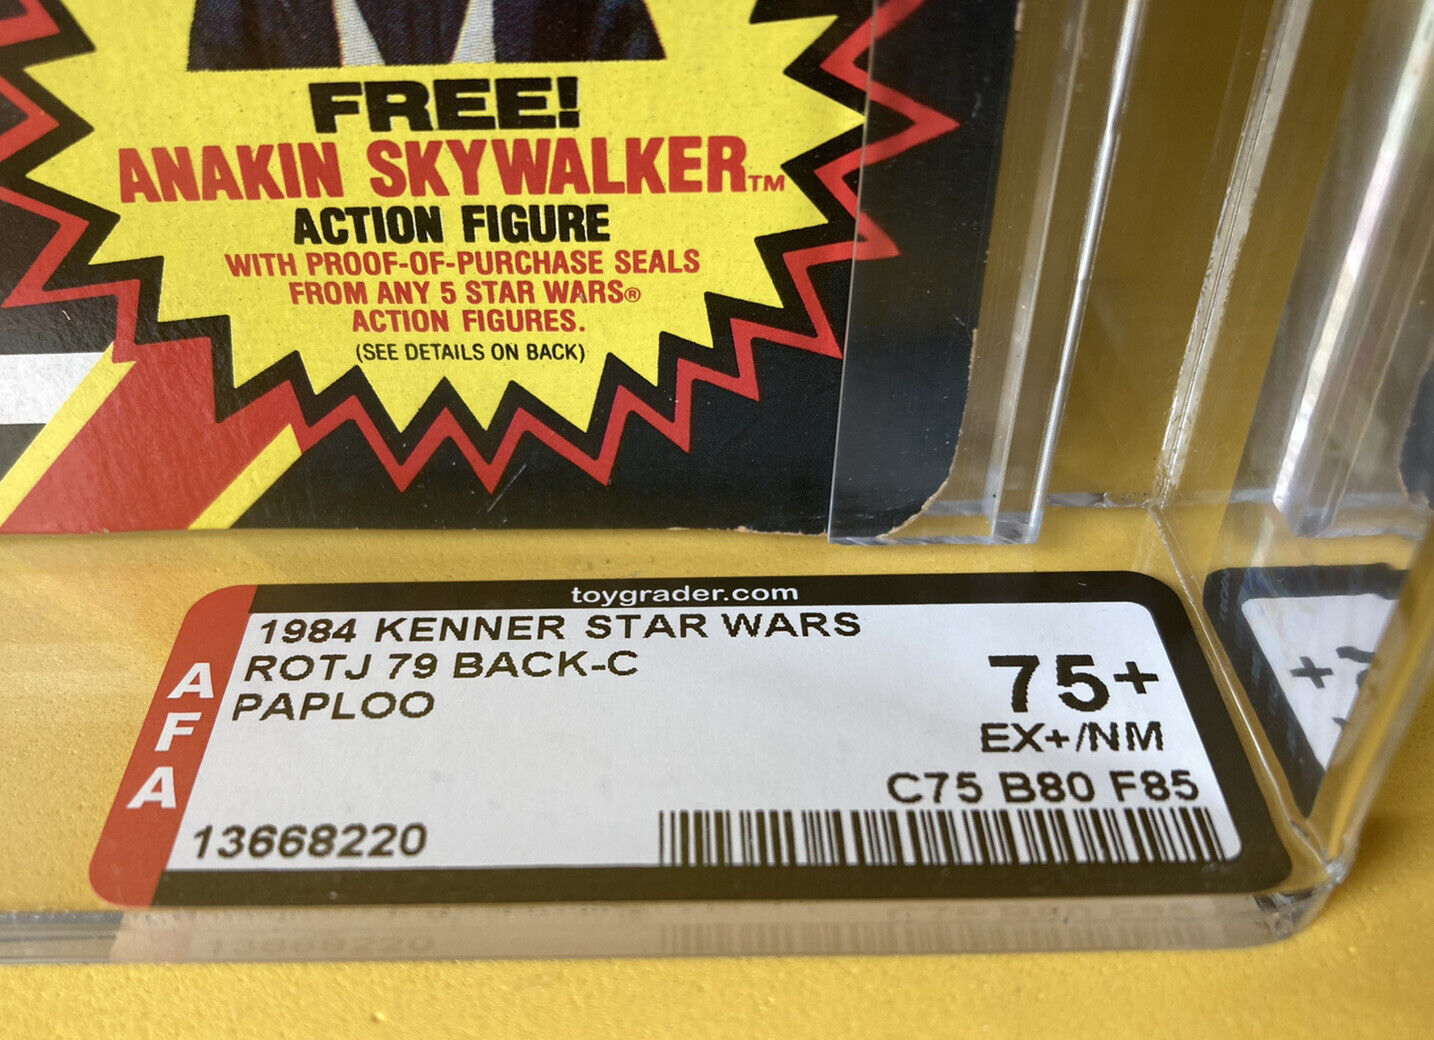 FREE!
ANAKIN SKYWALKER™
ACTION FIGURE
WITH PROOF-OF-PURCHASE SEALS
FROM ANY 5 STAR WARS®
ACTION FIGURES.
(SEE DETAILS ON BACK)
toygrader.com
AFA
1984 KENNER STAR WARS
ROTJ 79 BACK-C
PAPLOO
75+
EX+/NM
C75 B80 F85
13668220